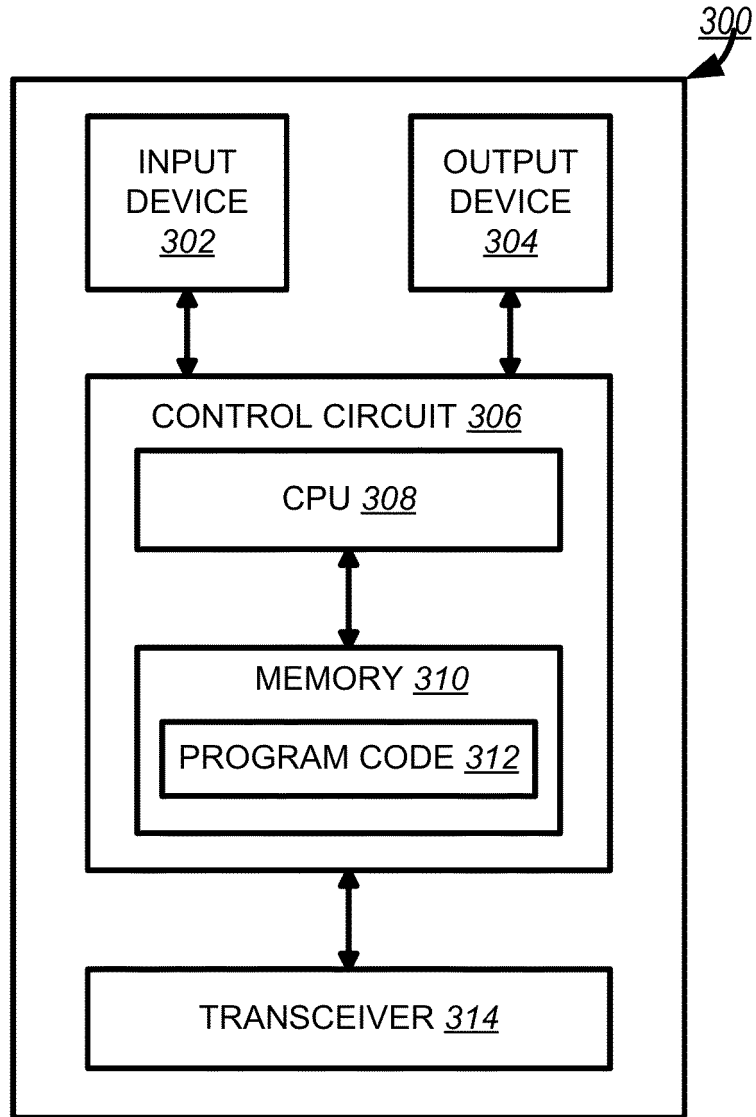 300
INPUT
DEVICE
302
OUTPUT
DEVICE
304
CONTROL CIRCUIT 306
CPU 308
MEMORY 310
PROGRAM CODE 312
TRANSCEIVER 314